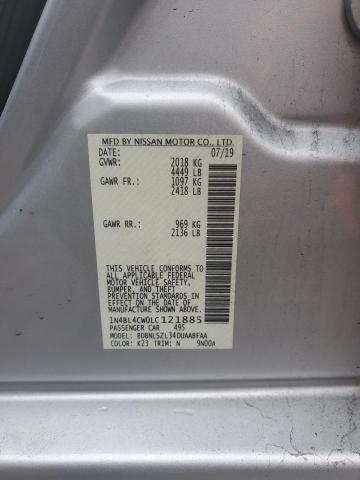 MFD BY NISSAN MOTOR CO., LTD.
DATE: 07/19
GVWR: 2018 KG
4449 LB
GAWR FR.: 1097 KG
2418 LB
GAWR RR.: 969 KG
2136 LB
THIS VEHICLE CONFORMS TO
ALL APPLICABLE FEDERAL
MOTOR VEHICLE SAFETY,
BUMPER, AND THEFT
PREVENTION STANDARDS
IN EFFECT ON THE DATE
OF MANUFACTURE SHOWN ABOVE.
1N4BL4CW0LC121885
PASSENGER CAR 495
MODEL: BDBNLSZL34DUAABFAA
COLOR: K23 TRIM: N 9N00A